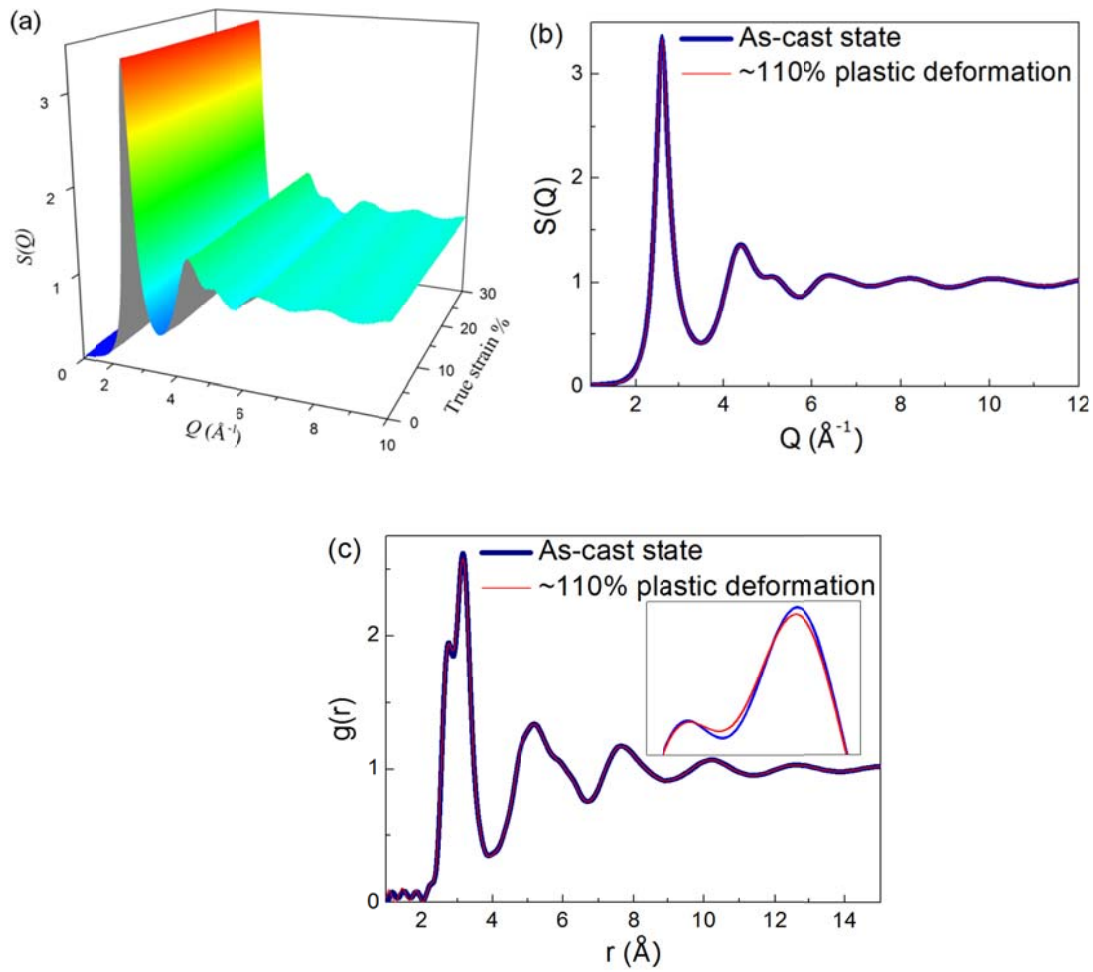 (a)
3
2
1
S(Q)
0
2
4
6
8
10
Q (Å⁻¹)
0
10
20
30
True strain %
(b)
As-cast state
~110% plastic deformation
3
2
1
0
S(Q)
2
4
6
8
10
12
Q (Å⁻¹)
(c)
As-cast state
~110% plastic deformation
2
1
0
g(r)
2
4
6
8
10
12
14
r (Å)